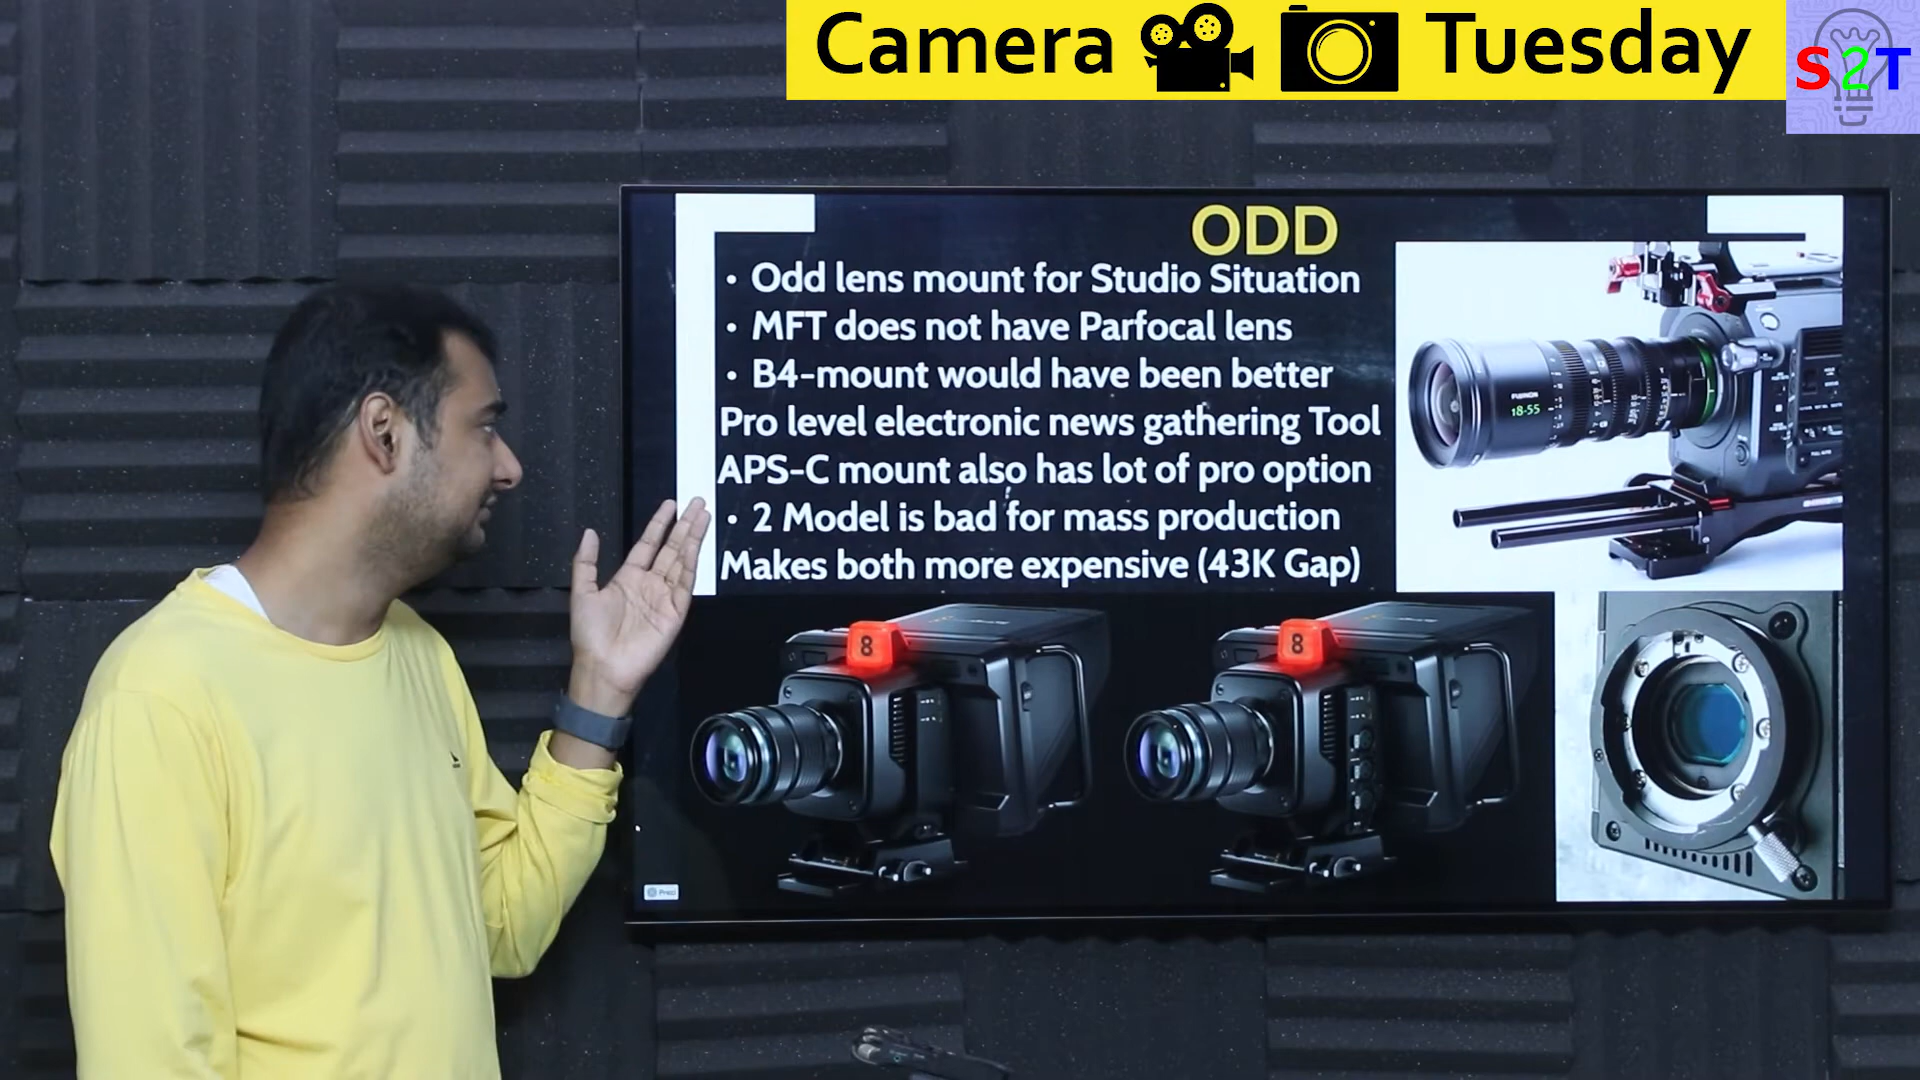 Camera Tuesday
S2T
ODD
• Odd lens mount for Studio Situation
• MFT does not have Parfocal lens
• B4-mount would have been better
Pro level electronic news gathering Tool
APS-C mount also has lot of pro option
• 2 Model is bad for mass production
Makes both more expensive (43K Gap)
FUJINON
18-55
8
8
Prezi